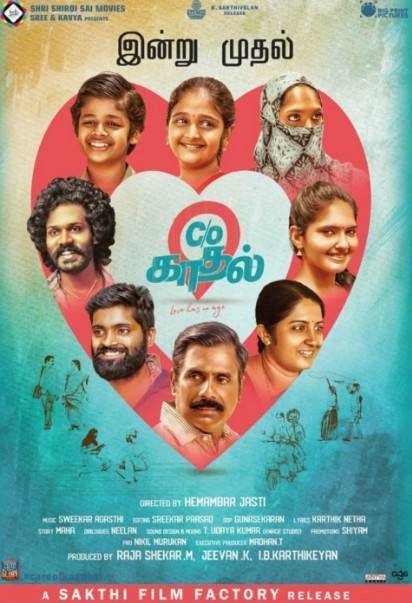 SHRI SHIRDI SAI MOVIES
SREE & KAVYA PRESENTS
B. SAKTHIVELAN
RELEASE
BIG PRINT
PICTURES
இன்று முதல்
C/o
காதல்
Love has no age
DIRECTED BY HEMAMBAR JASTI
MUSIC SWEEKAR AGASTHI EDITING SREEKAR PRASAD DOP GUNASEKARAN LYRICS KARTHIK NETHA
STORY MAHA DIALOGUES NEELAN SOUND DESIGN & MIXING T. UDAYA KUMAR PROMOTIONS SHIYAM
PRO NIKIL MURUKAN EXECUTIVE PRODUCER MADHAN.T
PRODUCED BY RAJA SHEKAR.M. JEEVAN.K. I.B.KARTHIKEYAN
A SAKTHI FILM FACTORY RELEASE